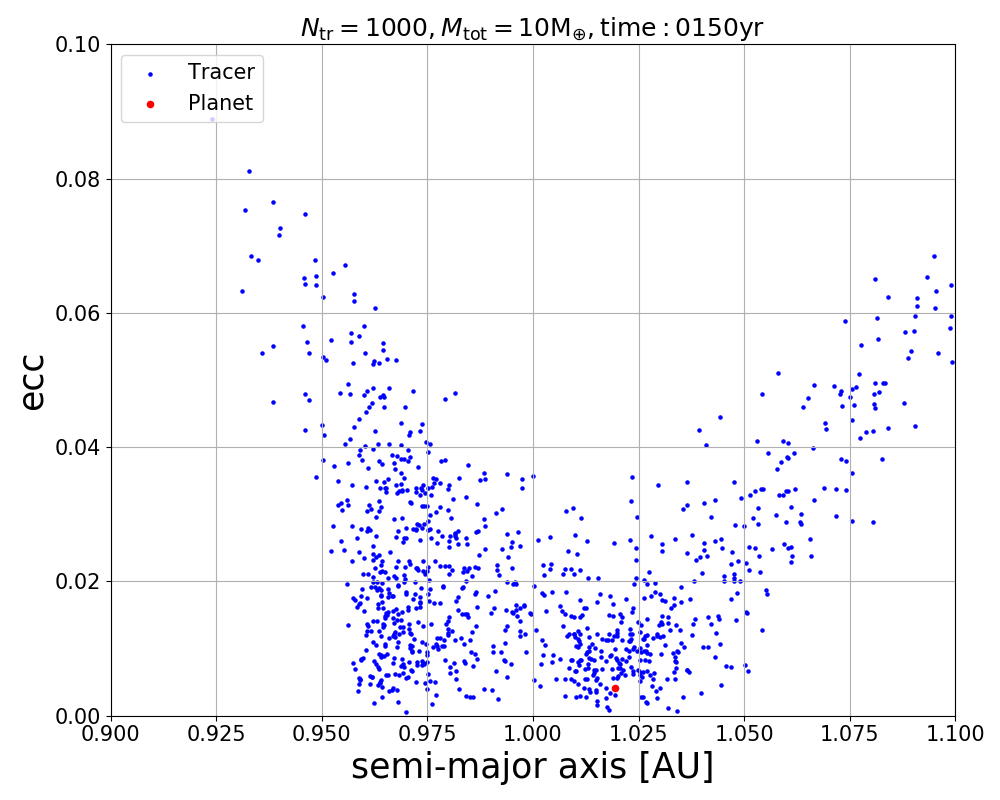 N_tr = 1000, M_tot = 10M_⊕, time : 0150yr
0.10
Tracer
Planet
0.08
0.06
ecc
0.04
0.02
0.00
0.900 0.925 0.950 0.975 1.000 1.025 1.050 1.075 1.100
semi-major axis [AU]